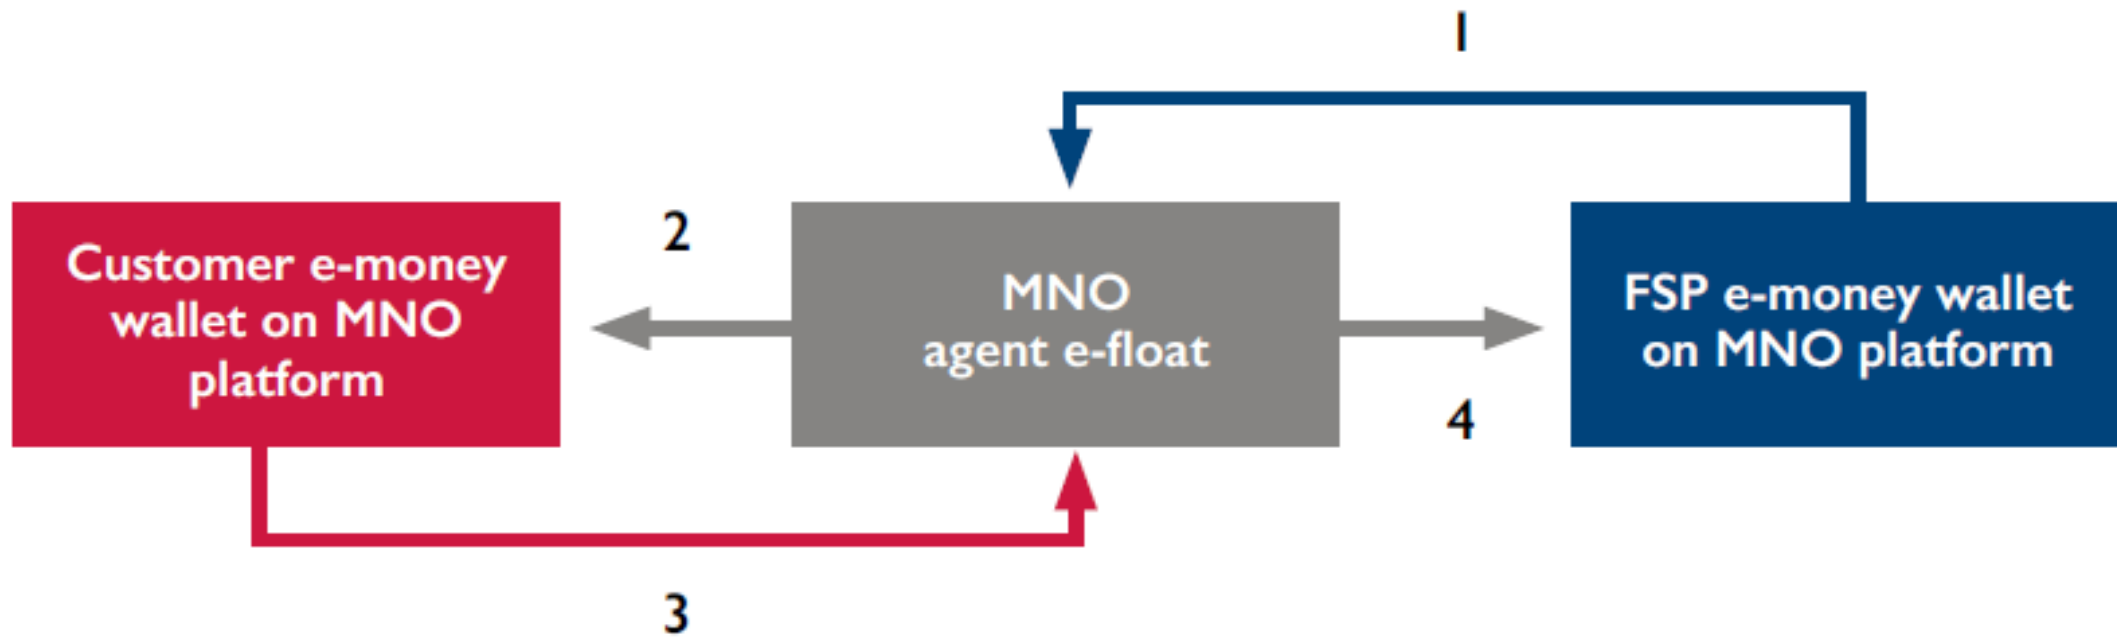 1
2
Customer e-money
wallet on MNO
platform
MNO
agent e-float
FSP e-money wallet
on MNO platform
4
3